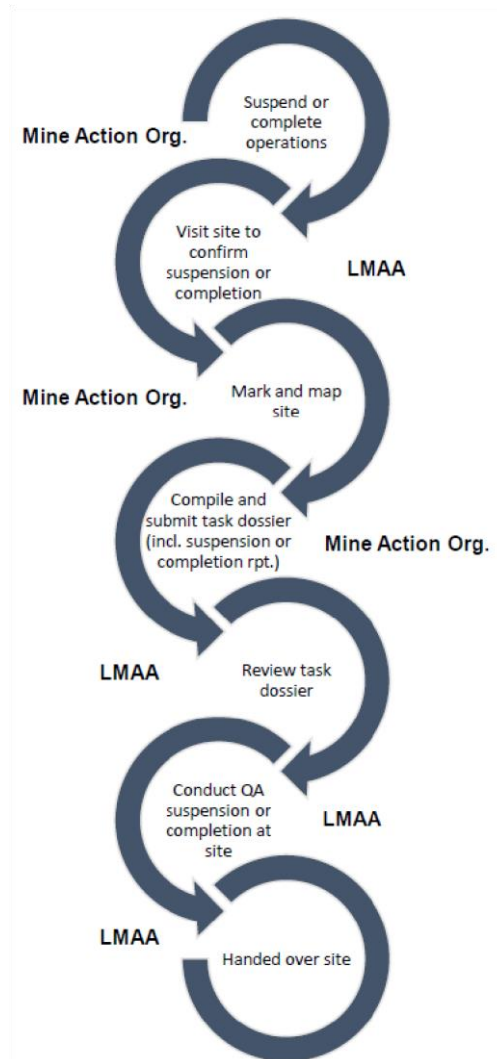 Suspend or
complete
operations
Mine Action Org.
Visit site to
confirm
suspension or
completion
LMAA
Mine Action Org.
Mark and map
site
Compile and
submit task dossier
(incl. suspension or
completion rpt.)
Mine Action Org.
LMAA
Review task
dossier
Conduct QA
suspension or
completion at
site
LMAA
LMAA
Handed over site